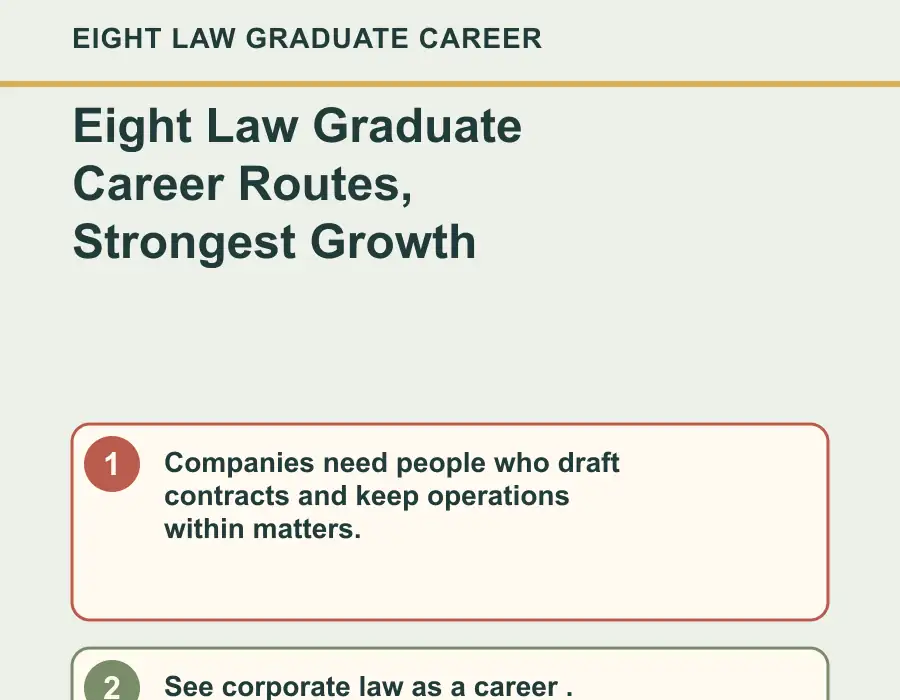 EIGHT LAW GRADUATE CAREER
Eight Law Graduate
Career Routes,
Strongest Growth
1
Companies need people who draft
contracts and keep operations
within matters.
2
See corporate law as a career .